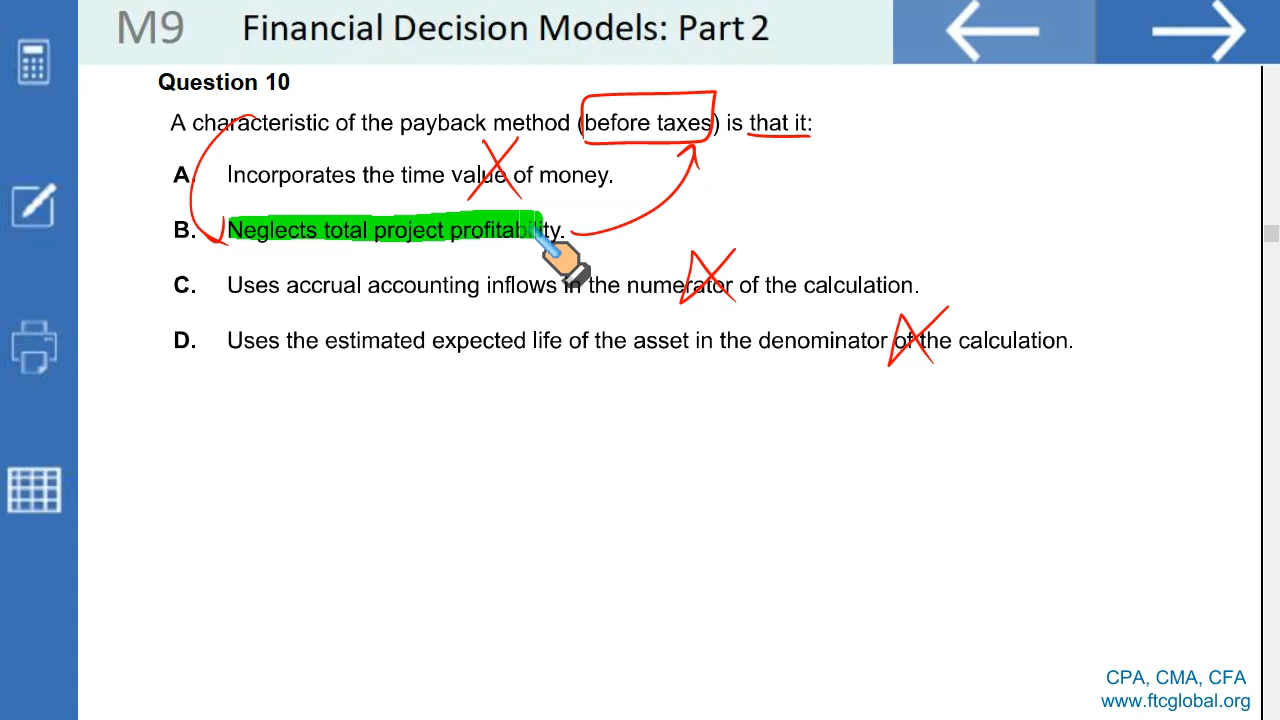 M9 Financial Decision Models: Part 2
Question 10
A characteristic of the payback method (before taxes) is that it:
A. Incorporates the time value of money.
B. Neglects total project profitability.
C. Uses accrual accounting inflows in the numerator of the calculation.
D. Uses the estimated expected life of the asset in the denominator of the calculation.
CPA, CMA, CFA
www.ftcglobal.org